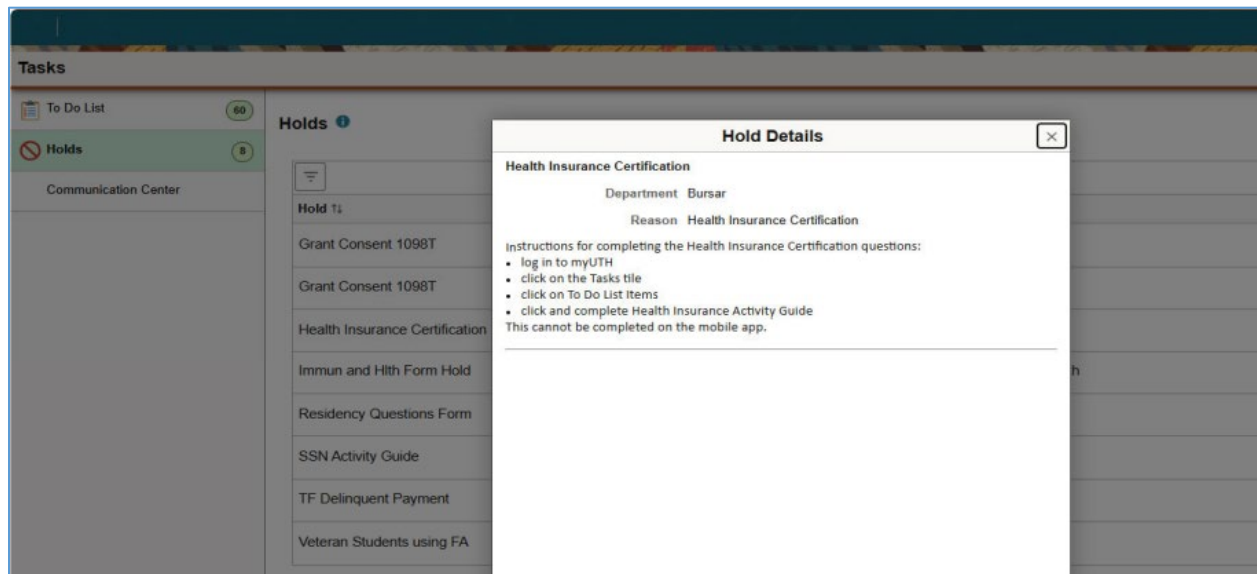 Tasks
To Do List
60
Holds
8
Communication Center
Holds
Hold
Grant Consent 1098T
Grant Consent 1098T
Health Insurance Certification
Immun and Hlth Form Hold
Residency Questions Form
SSN Activity Guide
TF Delinquent Payment
Veteran Students using FA
h
Hold Details
Health Insurance Certification
Department Bursar
Reason Health Insurance Certification
Instructions for completing the Health Insurance Certification questions:
• log in to myUTH
• click on the Tasks tile
• click on To Do List Items
• click and complete Health Insurance Activity Guide
This cannot be completed on the mobile app.